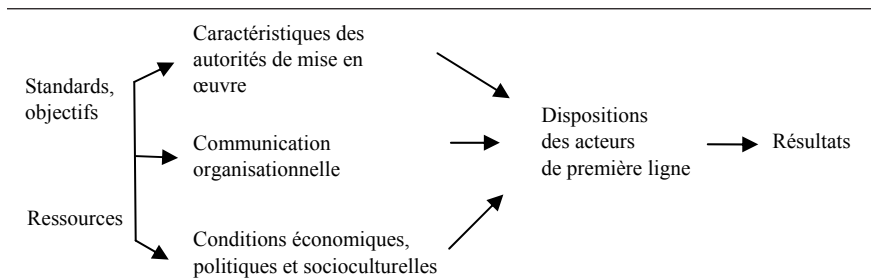 Standards,
objectifs
Ressources
Caractéristiques des
autorités de mise en
œuvre
Communication
organisationnelle
Conditions économiques,
politiques et socioculturelles
Dispositions
des acteurs
de première ligne
Résultats